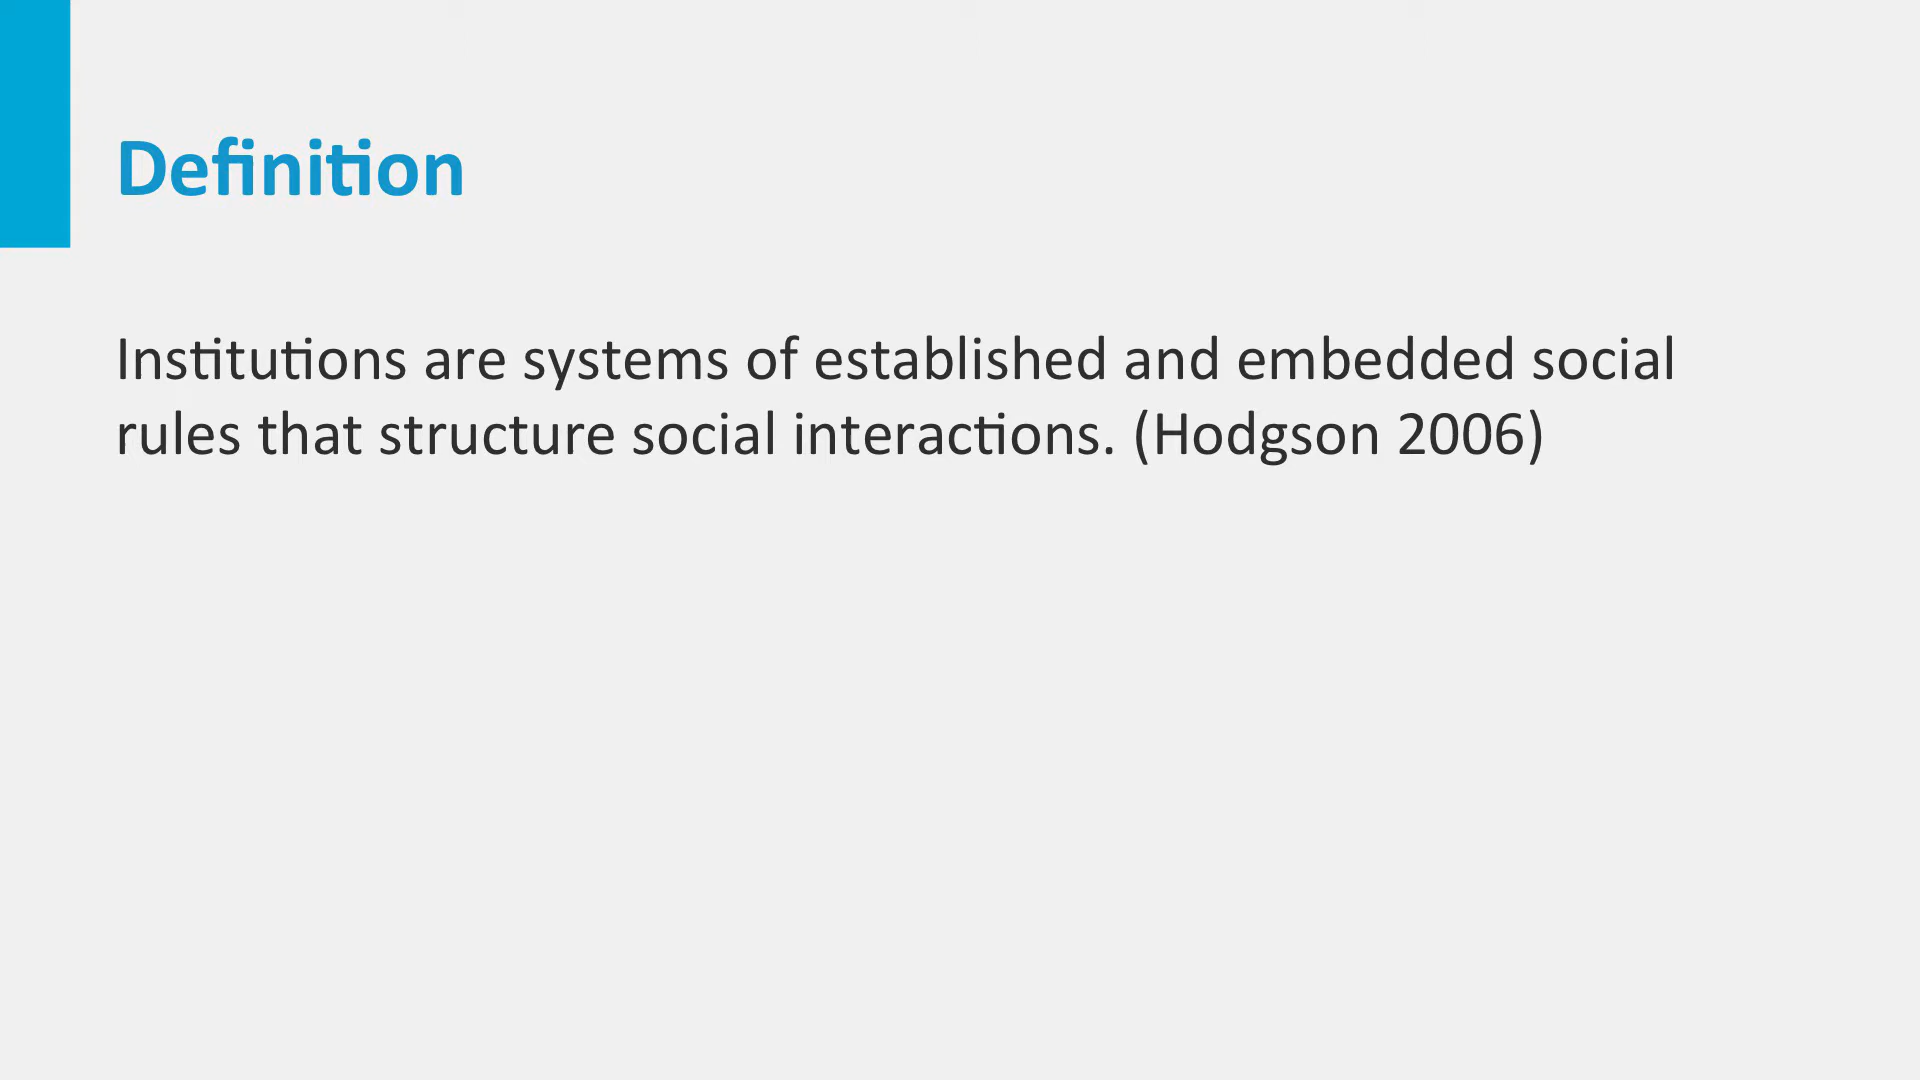 Definition
Institutions are systems of established and embedded social
rules that structure social interactions. (Hodgson 2006)